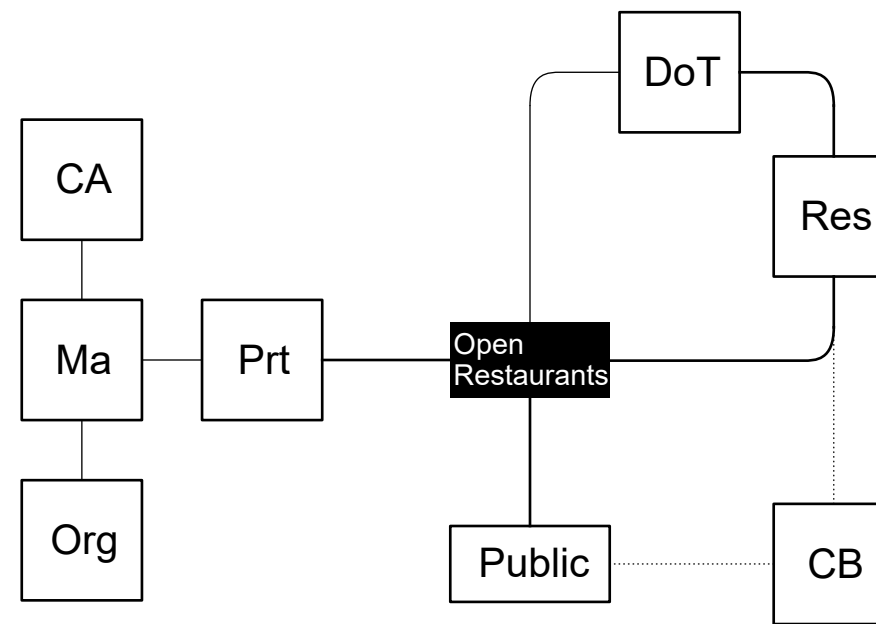 DoT
CA
Res
Ma
Prt
Open
Restaurants
Org
Public
CB